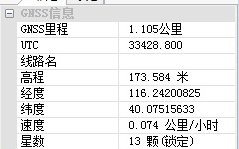 GNSS信息
GNSS里程 1.105公里
UTC 33428.800
线路名
高程 173.584 米
经度 116.24200825
纬度 40.07515633
速度 0.074 公里/小时
星数 13 颗(锁定)